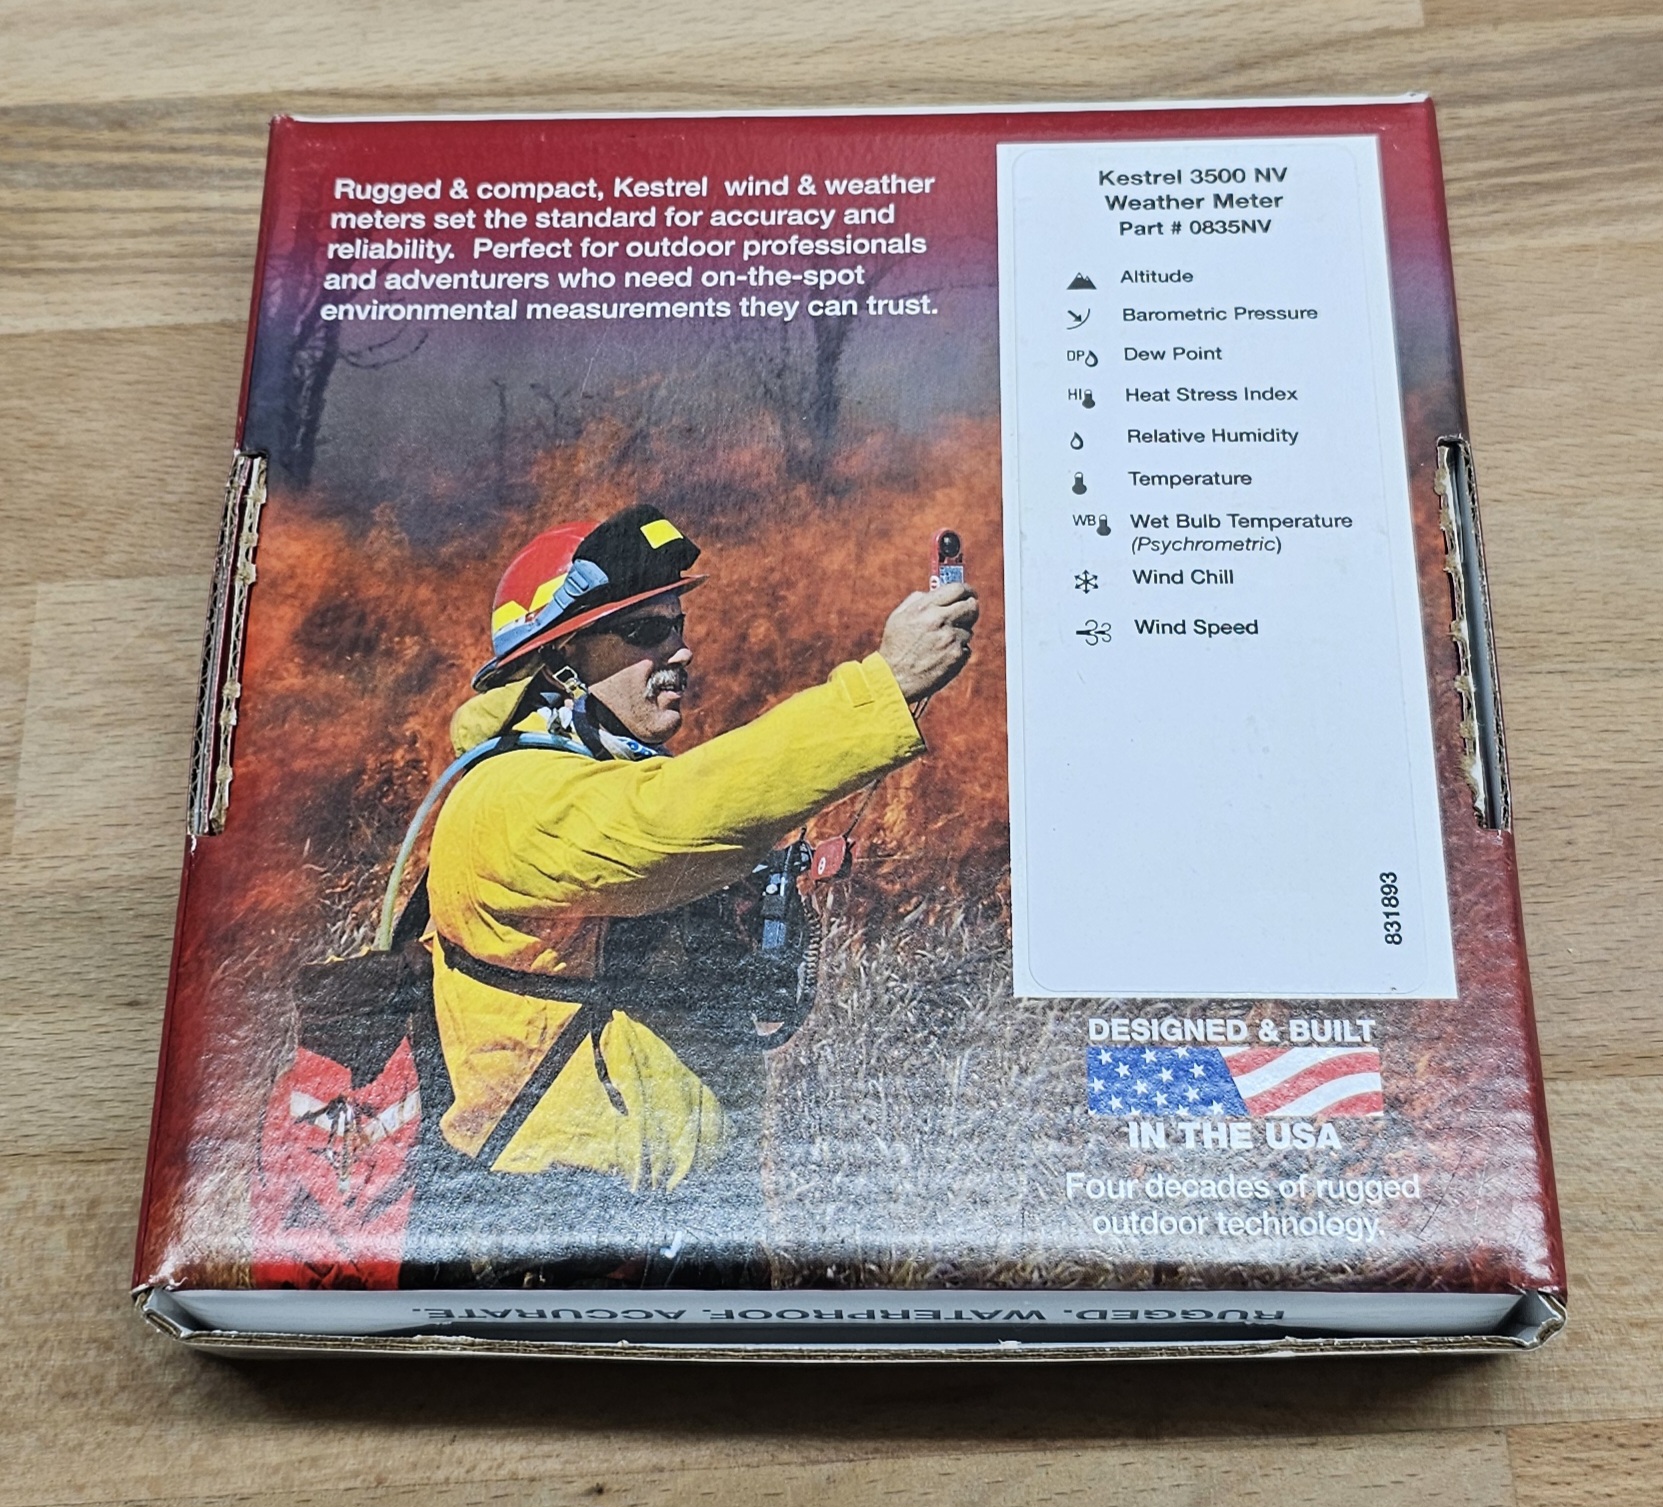 Rugged & compact, Kestrel wind & weather
meters set the standard for accuracy and
reliability. Perfect for outdoor professionals
and adventurers who need on-the-spot
environmental measurements they can trust.
Kestrel 3500 NV
Weather Meter
Part # 0835NV
Altitude
Barometric Pressure
DP Dew Point
HI Heat Stress Index
Relative Humidity
Temperature
WB Wet Bulb Temperature
(Psychrometric)
Wind Chill
Wind Speed
831893
DESIGNED & BUILT
IN THE USA
Four decades of rugged
outdoor technology.
RUGGED. WATERPROOF. ACCURATE.